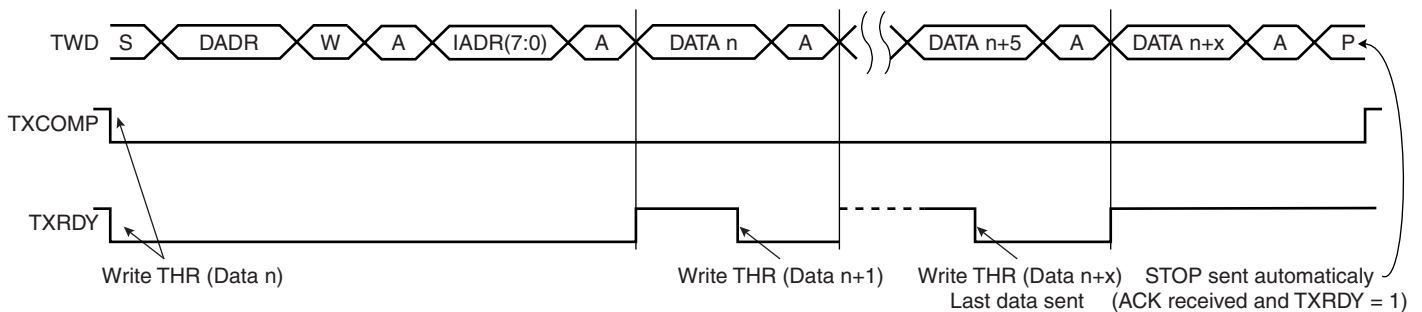 TWD S DADR W A IADR(7:0) A DATA n A DATA n+5 A DATA n+x A P
TXCOMP
TXRDY
Write THR (Data n) Write THR (Data n+1) Write THR (Data n+x) STOP sent automaticaly
Last data sent (ACK received and TXRDY = 1)